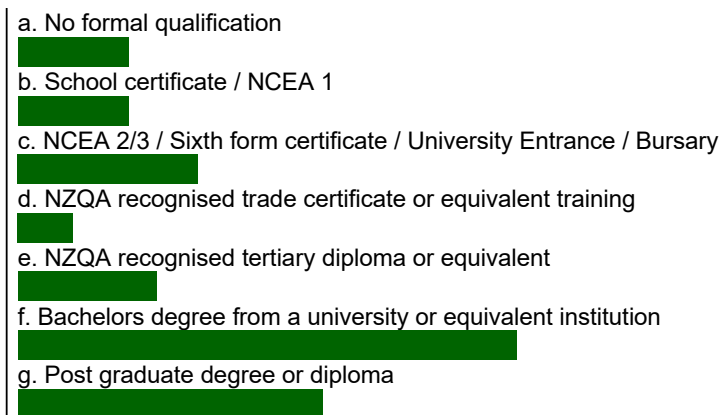 a. No formal qualification
b. School certificate / NCEA 1
c. NCEA 2/3 / Sixth form certificate / University Entrance / Bursary
d. NZQA recognised trade certificate or equivalent training
e. NZQA recognised tertiary diploma or equivalent
f. Bachelors degree from a university or equivalent institution
g. Post graduate degree or diploma